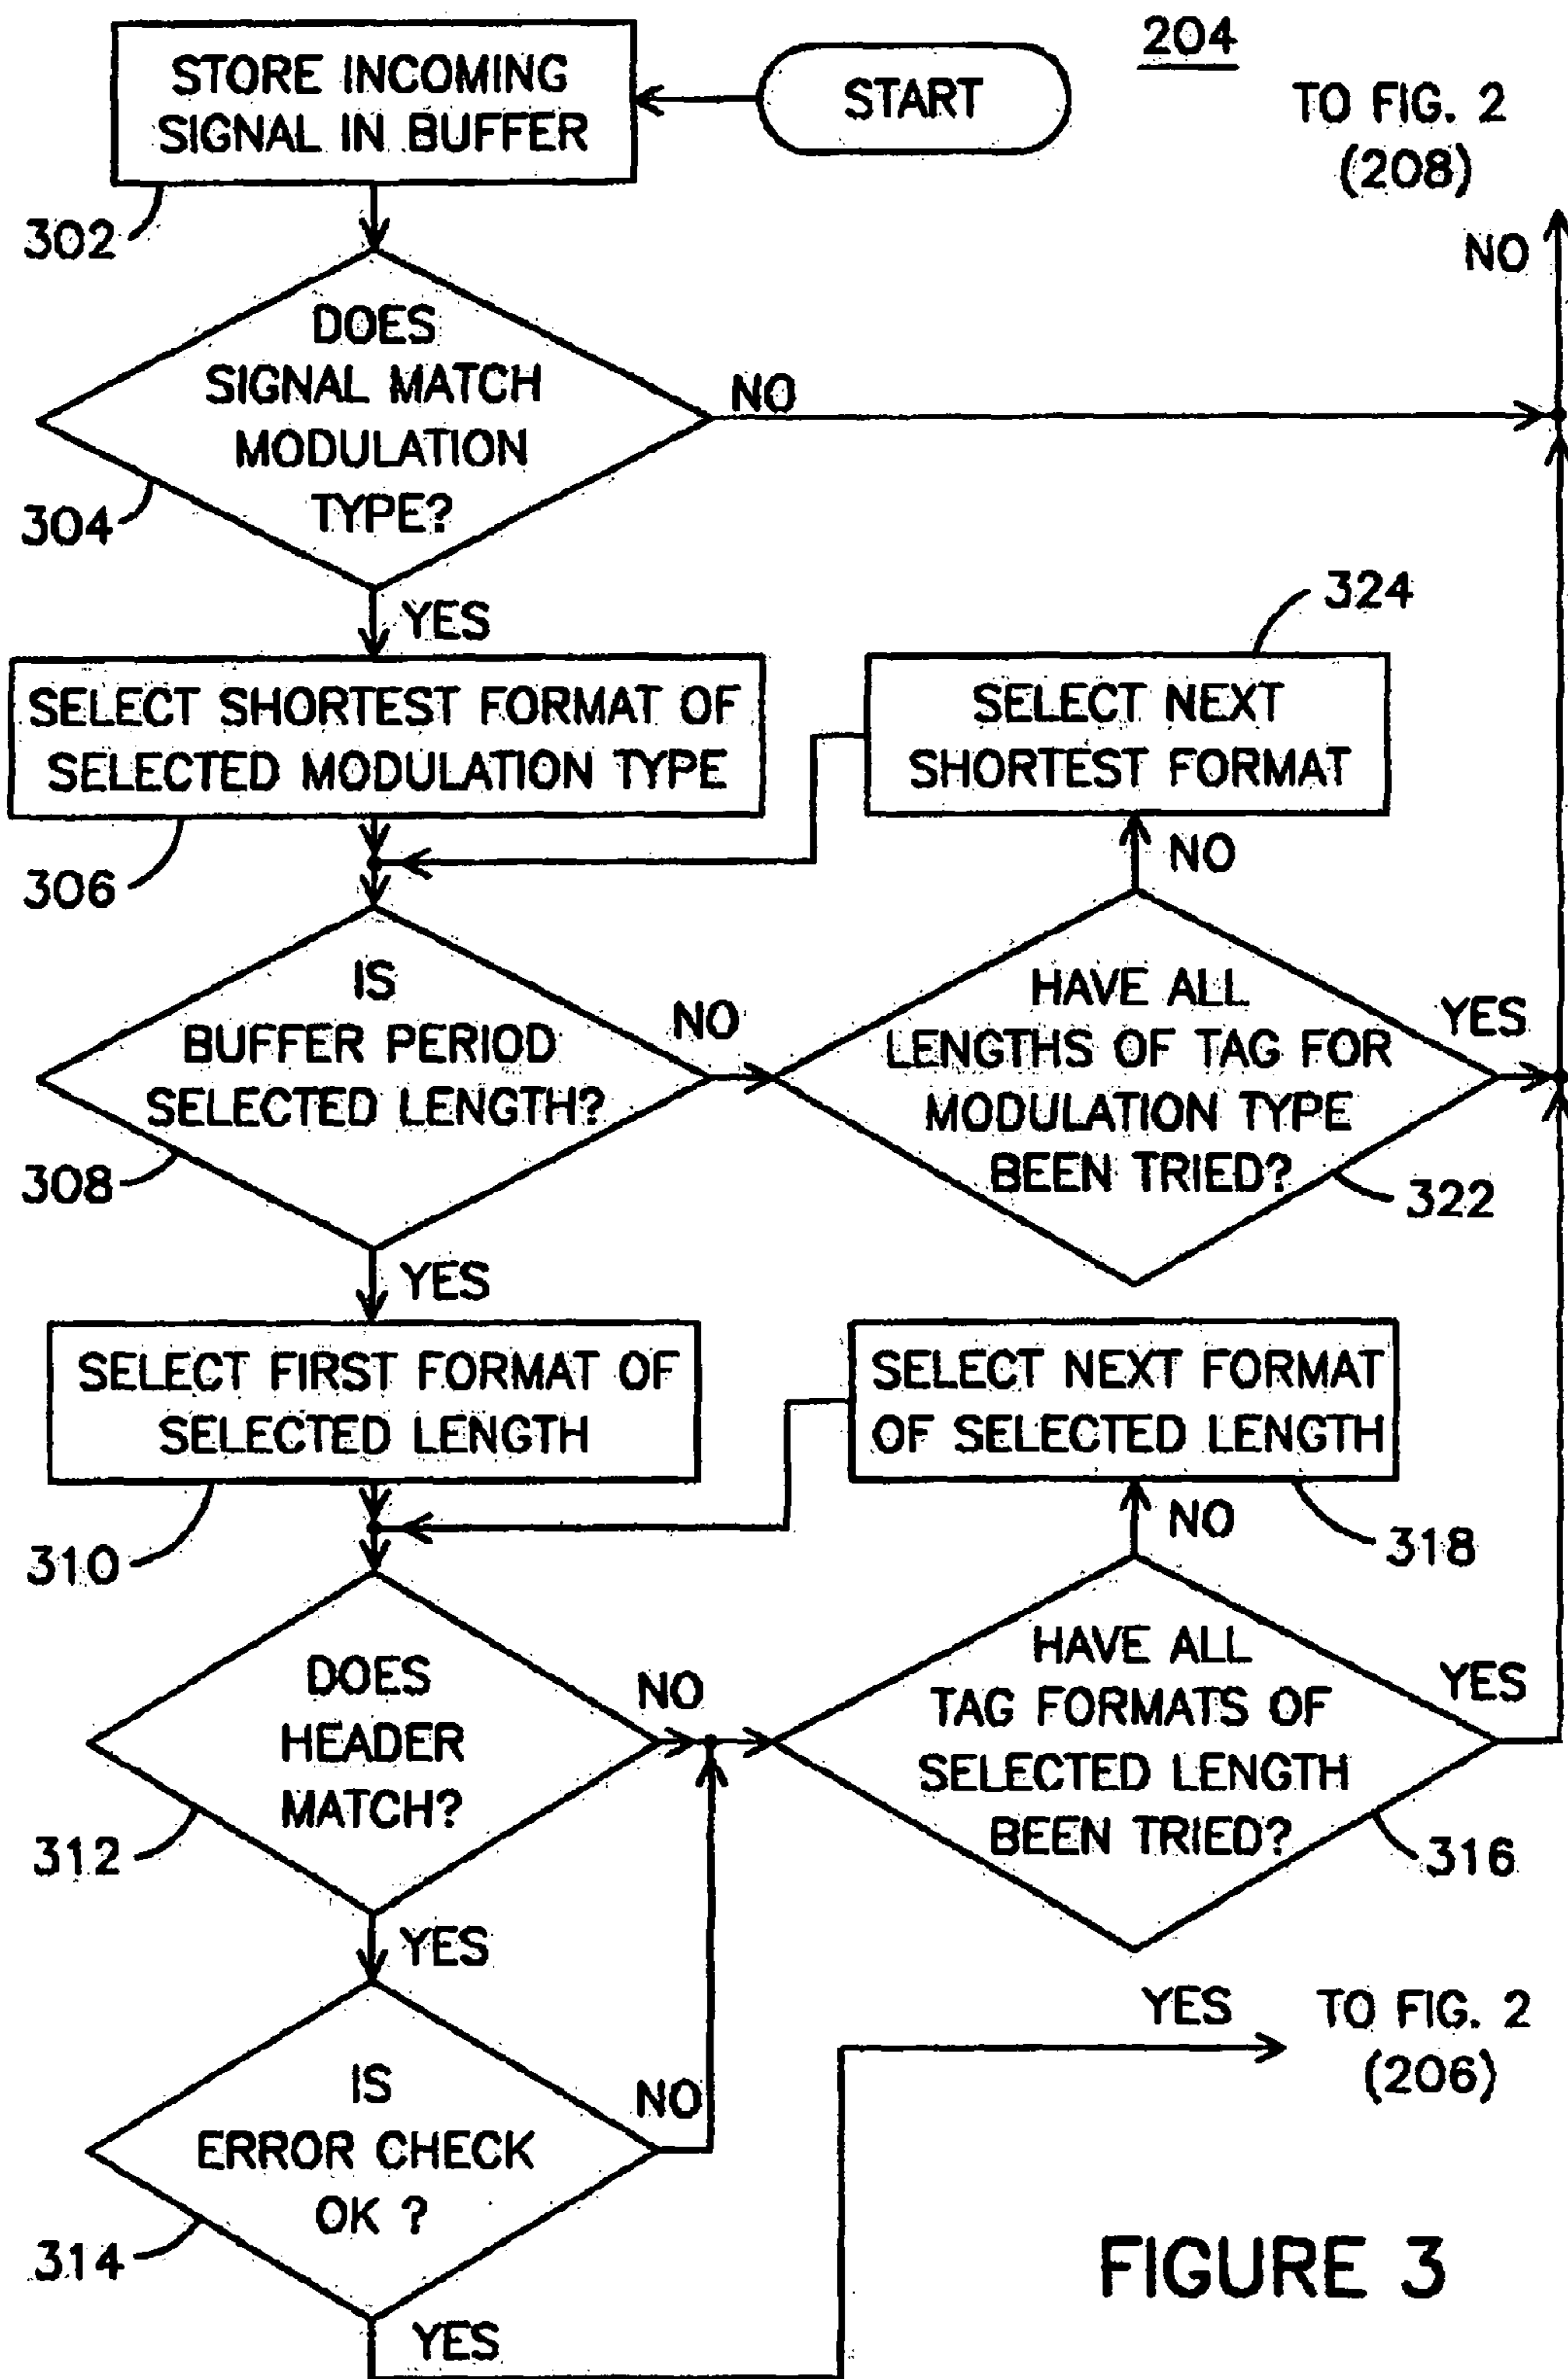 204
STORE INCOMING
SIGNAL IN BUFFER
START
TO FIG. 2
(208)
302
NO
DOES
SIGNAL MATCH
MODULATION
TYPE?
NO
304
YES
324
SELECT SHORTEST FORMAT OF
SELECTED MODULATION TYPE
SELECT NEXT
SHORTEST FORMAT
306
NO
IS
BUFFER PERIOD
SELECTED LENGTH?
NO
HAVE ALL
LENGTHS OF TAG FOR
MODULATION TYPE
BEEN TRIED?
YES
308
322
YES
SELECT FIRST FORMAT OF
SELECTED LENGTH
SELECT NEXT FORMAT
OF SELECTED LENGTH
310
NO
318
DOES
HEADER
MATCH?
NO
HAVE ALL
TAG FORMATS OF
SELECTED LENGTH
BEEN TRIED?
YES
312
316
YES
YES
TO FIG. 2
(206)
IS
ERROR CHECK
OK ?
NO
314
YES
FIGURE 3